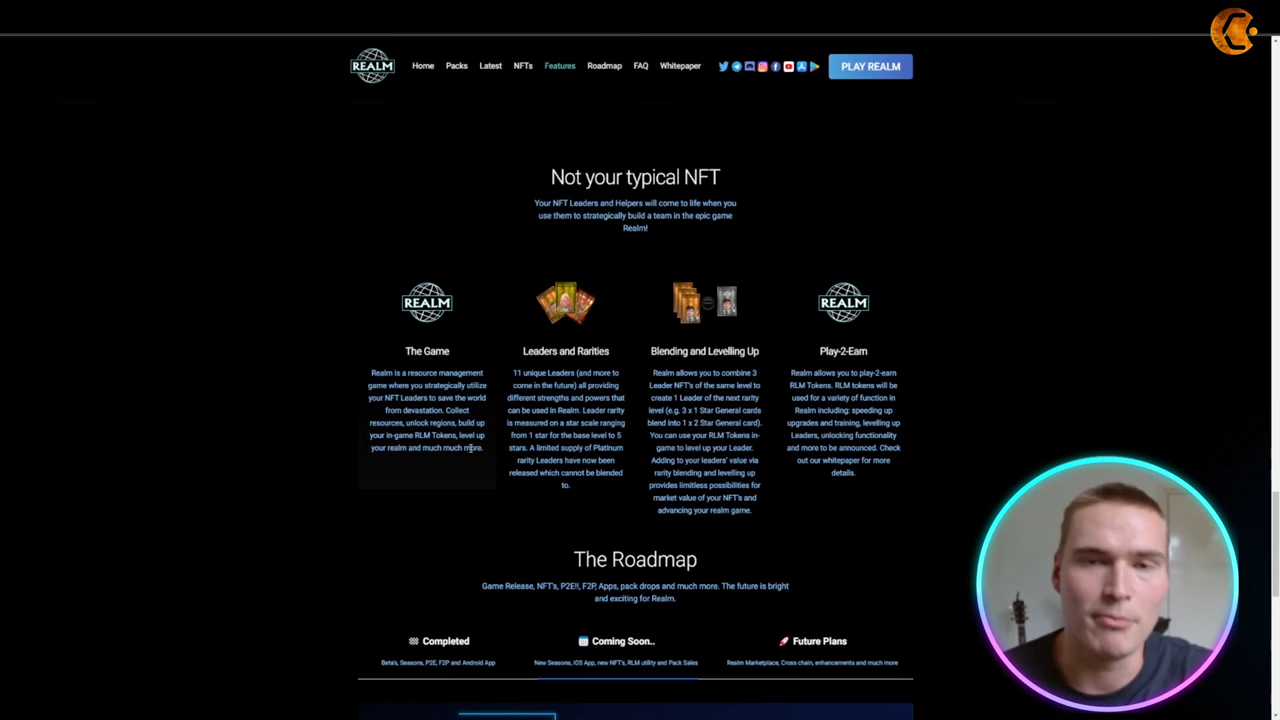 REALM
Home
Packs
Latest
NFTs
Features
Roadmap
FAQ
Whitepaper
PLAY REALM
Not your typical NFT
Your NFT Leaders and Helpers will come to life when you
use them to strategically build a team in the epic game
Realm!
REALM
The Game
Realm is a resource management
game where you strategically utilize
your NFT Leaders to save the world
from devastation. Collect
resources, unlock regions, build up
your in-game RLM Tokens, level up
your realm and much much more.
Leaders and Rarities
11 unique Leaders (and more to
come in the future) all providing
different strengths and powers that
can be used in Realm. Leader rarity
is measured on a star scale ranging
from 1 star for the base level to 5
stars. A limited supply of Platinum
rarity Leaders have now been
released which cannot be blended
to.
Blending and Levelling Up
Realm allows you to combine 3
Leader NFT's of the same level to
create 1 Leader of the next rarity
level (e.g. 3 x 1 Star General cards
blend into 1 x 2 Star General card).
You can use your RLM Tokens in-
game to level up your Leader.
Adding to your leaders' value via
rarity blending and levelling up
provides limitless possibilities for
market value of your NFT's and
advancing your realm game.
REALM
Play-2-Earn
Realm allows you to play-2-earn
RLM Tokens. RLM tokens will be
used for a variety of function in
Realm including: speeding up
upgrades and training, levelling up
Leaders, unlocking functionality
and more to be announced. Check
out our whitepaper for more
details.
The Roadmap
Game Release, NFT's, P2E!!, F2P, Apps, pack drops and much more. The future is bright
and exciting for Realm.
Completed
Beta's, Seasons, P2E, F2P and Android App
Coming Soon..
New Seasons, iOS App, new NFT's, RLM utility and Pack Sales
Future Plans
Realm Marketplace, Cross chain, enhancements and much more